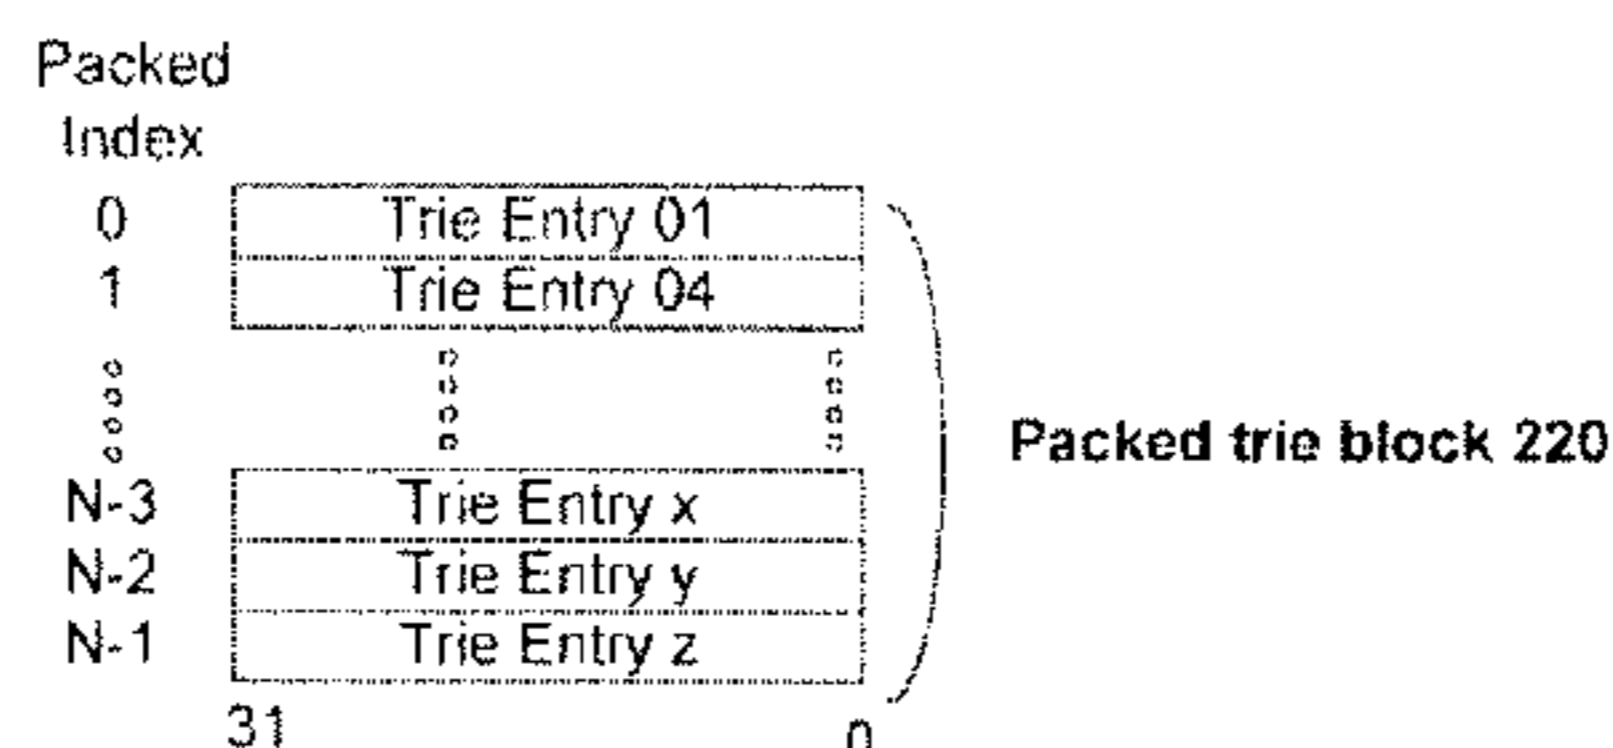 Packed
Index
0 Trie Entry 01
1 Trie Entry 04
Packed trie block 220
N-3 Trie Entry x
N-2 Trie Entry y
N-1 Trie Entry z
31 0